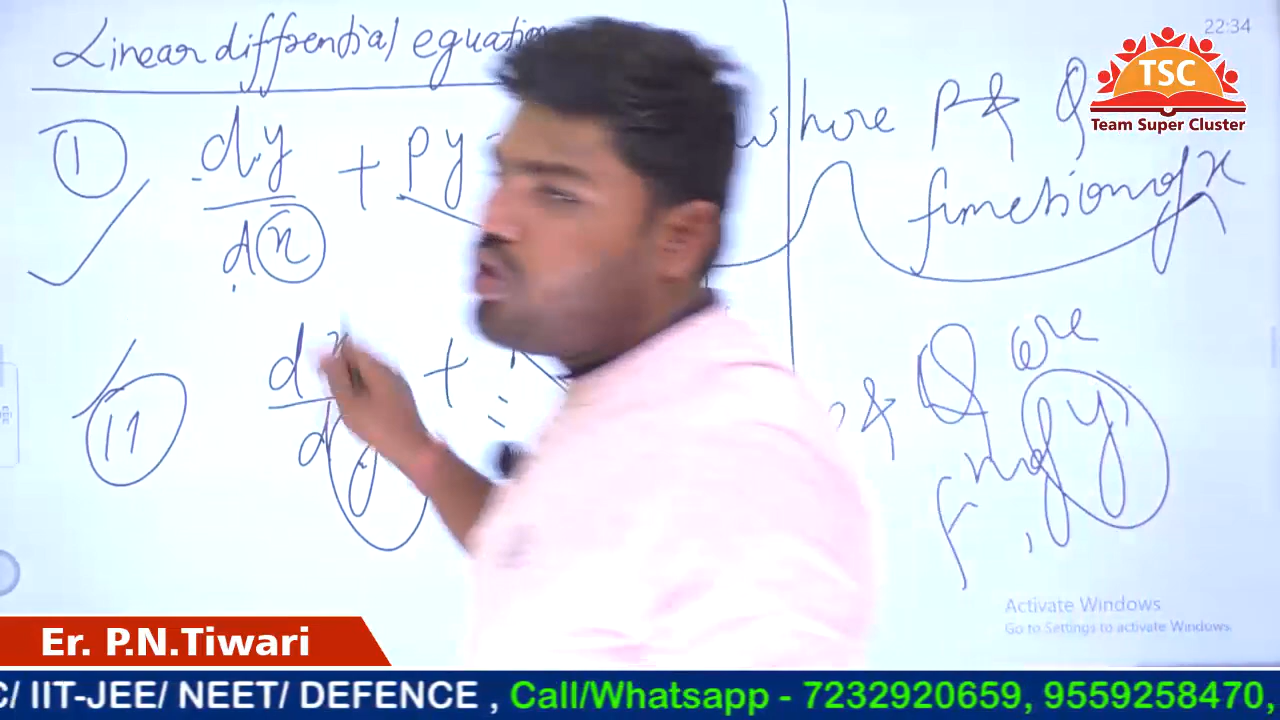 Linear diffrential equation
22:34
TSC
Team Super Cluster
① dy/dx + Py
where P & Q
function of x
⑪ dx/dy +
P & Q are
fn of y
Activate Windows
Go to Settings to activate Windows.
Er. P.N.Tiwari
C/ IIT-JEE/ NEET/ DEFENCE , Call/Whatsapp - 7232920659, 9559258470,